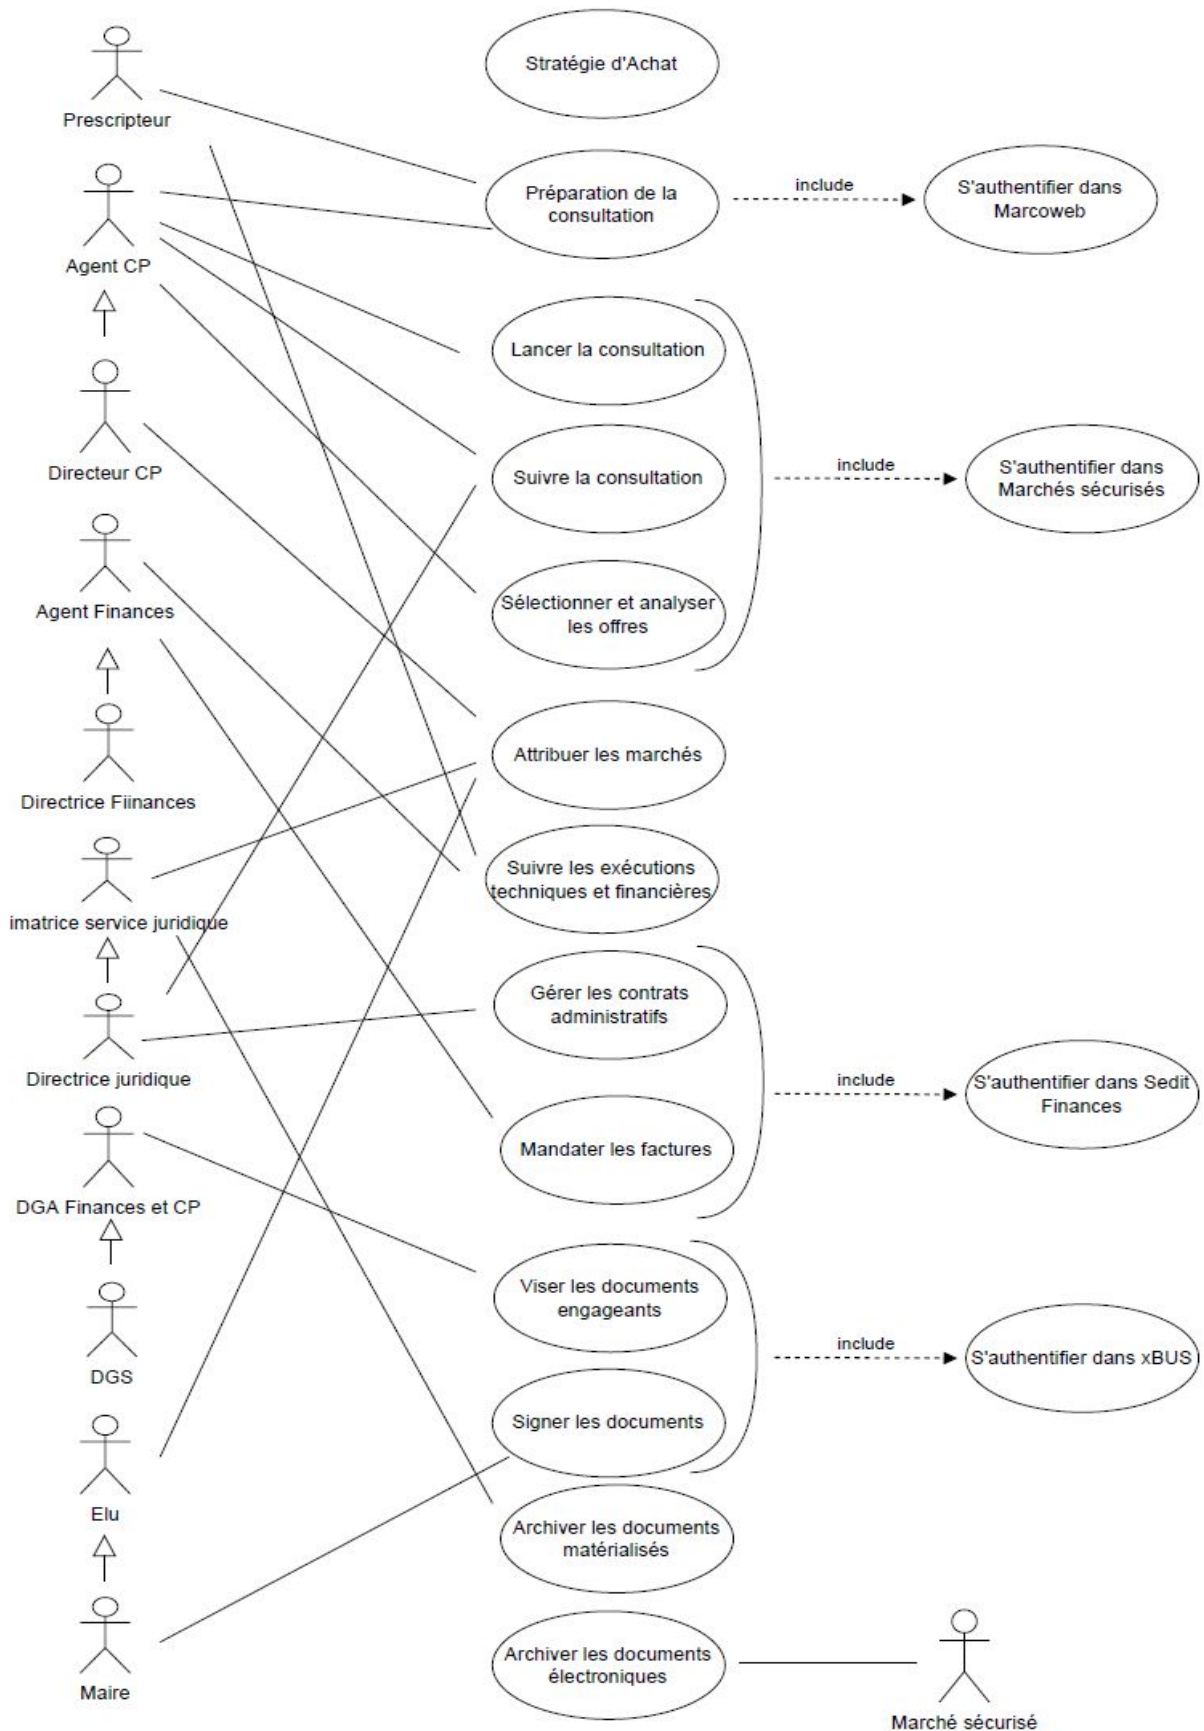 Prescripteur
Stratégie d'Achat
Agent CP
Préparation de la
consultation
include
S'authentifier dans
Marcoweb
Directeur CP
Lancer la consultation
Suivre la consultation
Sélectionner et analyser
les offres
include
S'authentifier dans
Marchés sécurisés
Agent Finances
Directrice Fiinances
Attribuer les marchés
imatrice service juridique
Suivre les exécutions
techniques et financières
Directrice juridique
Gérer les contrats
administratifs
Mandater les factures
include
S'authentifier dans Sedit
Finances
DGA Finances et CP
DGS
Viser les documents
engageants
Signer les documents
include
S'authentifier dans xBUS
Elu
Archiver les documents
matérialisés
Maire
Archiver les documents
électroniques
Marché sécurisé